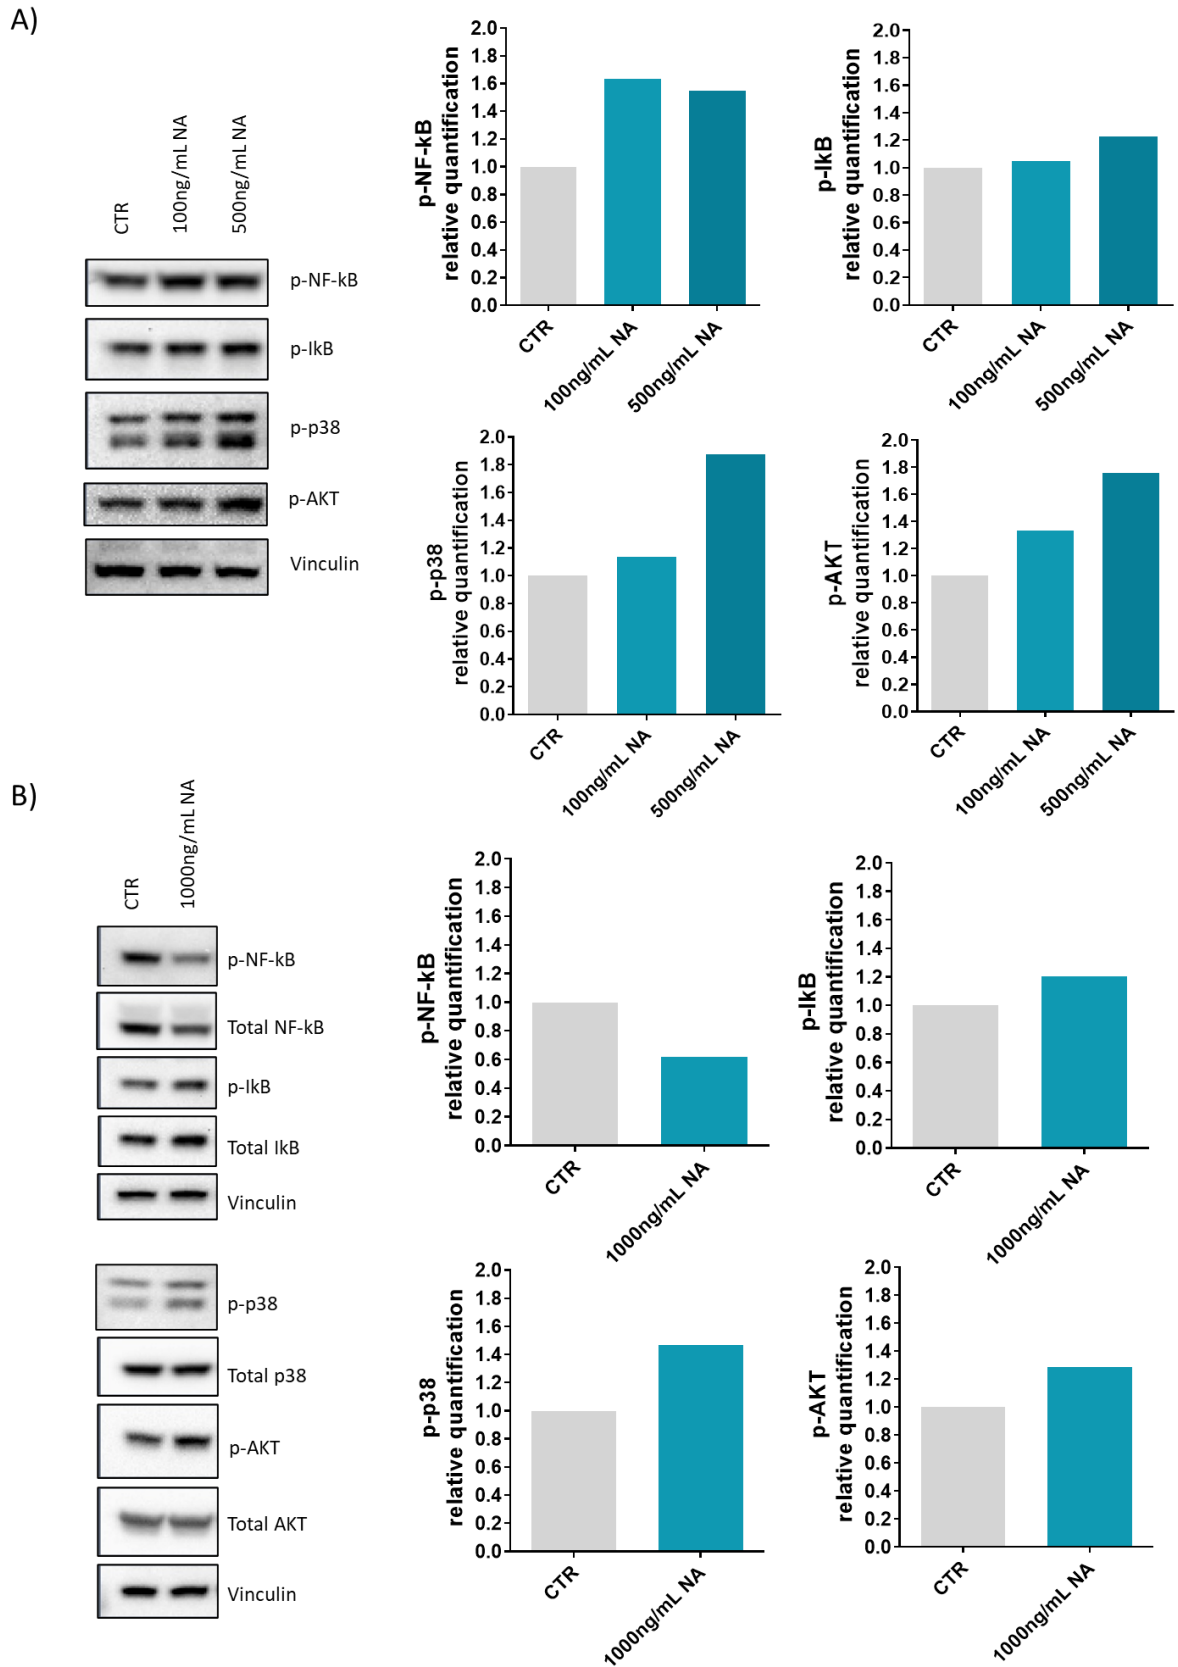 A)
CTR
100ng/mL NA
500ng/mL NA
p-NF-kB
p-IkB
p-p38
p-AKT
Vinculin
p-NF-kB
relative quantification
2.0
1.8
1.6
1.4
1.2
1.0
0.8
0.6
0.4
0.2
0.0
CTR
100ng/mL NA
500ng/mL NA
p-IkB
relative quantification
2.0
1.8
1.6
1.4
1.2
1.0
0.8
0.6
0.4
0.2
0.0
CTR
100ng/mL NA
500ng/mL NA
p-p38
relative quantification
2.0
1.8
1.6
1.4
1.2
1.0
0.8
0.6
0.4
0.2
0.0
CTR
100ng/mL NA
500ng/mL NA
p-AKT
relative quantification
2.0
1.8
1.6
1.4
1.2
1.0
0.8
0.6
0.4
0.2
0.0
CTR
100ng/mL NA
500ng/mL NA
B)
CTR
1000ng/mL NA
p-NF-kB
Total NF-kB
p-IkB
Total IkB
Vinculin
p-p38
Total p38
p-AKT
Total AKT
Vinculin
p-NF-kB
relative quantification
2.0
1.8
1.6
1.4
1.2
1.0
0.8
0.6
0.4
0.2
0.0
CTR
1000ng/mL NA
p-IkB
relative quantification
2.0
1.8
1.6
1.4
1.2
1.0
0.8
0.6
0.4
0.2
0.0
CTR
1000ng/mL NA
p-p38
relative quantification
2.0
1.8
1.6
1.4
1.2
1.0
0.8
0.6
0.4
0.2
0.0
CTR
1000ng/mL NA
p-AKT
relative quantification
2.0
1.8
1.6
1.4
1.2
1.0
0.8
0.6
0.4
0.2
0.0
CTR
1000ng/mL NA